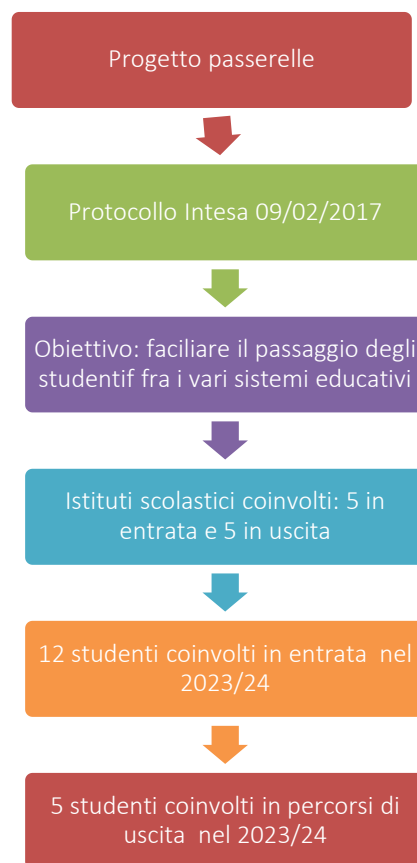 Progetto passerelle
Protocollo Intesa 09/02/2017
Obiettivo: faciliare il passaggio degli
studentif fra i vari sistemi educativi
Istituti scolastici coinvolti: 5 in
entrata e 5 in uscita
12 studenti coinvolti in entrata  nel
2023/24
5 studenti coinvolti in percorsi di
uscita  nel 2023/24